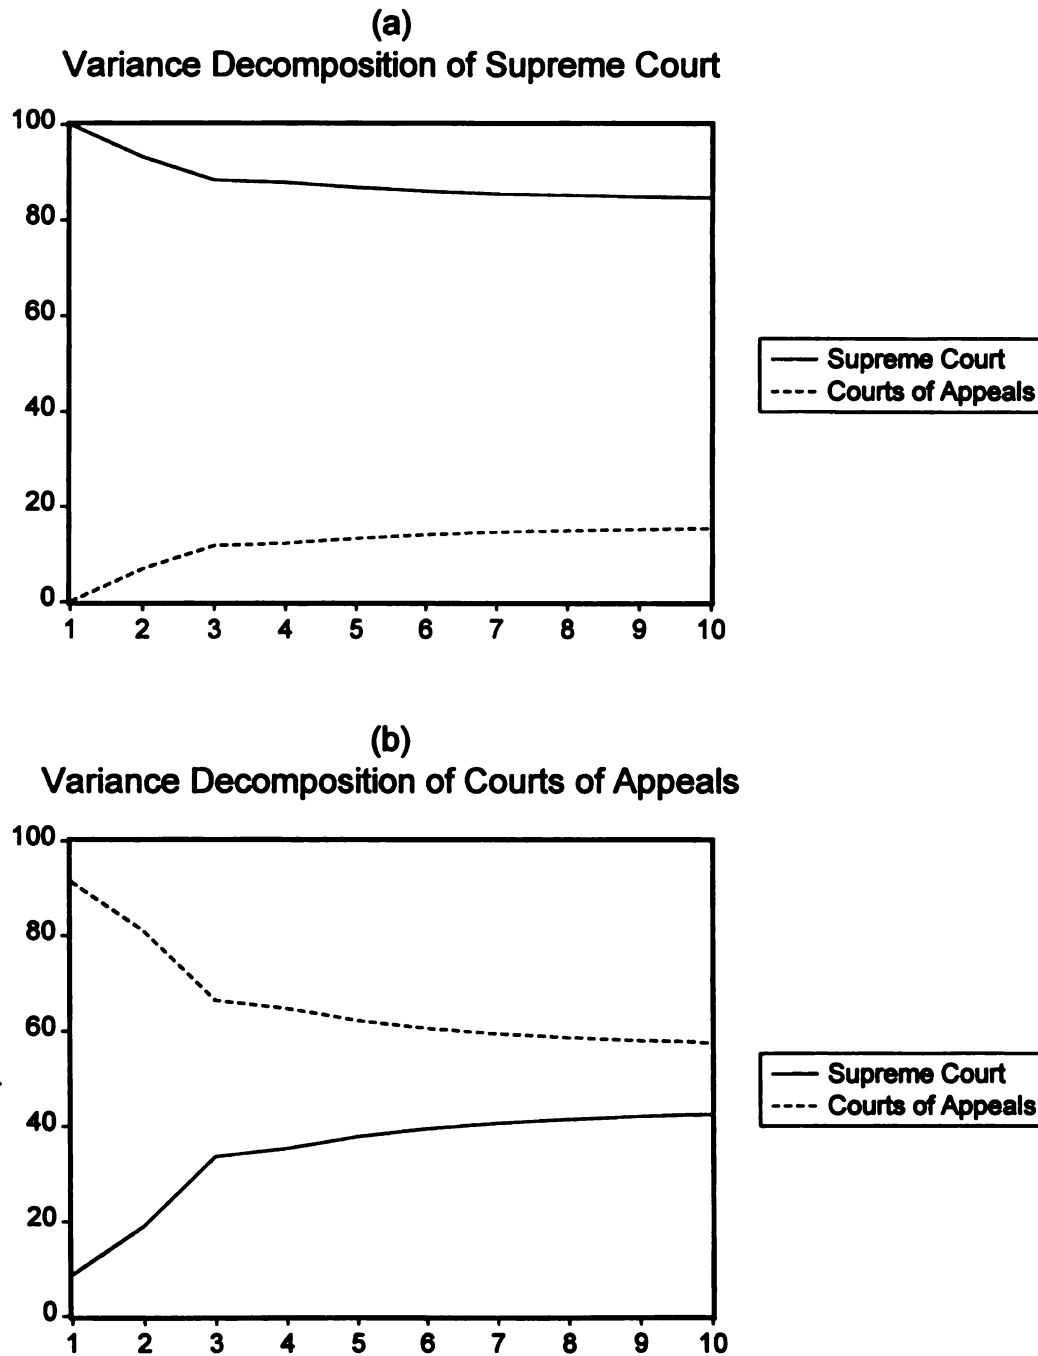 (a)
Variance Decomposition of Supreme Court
100
80
60
40
20
0
1 2 3 4 5 6 7 8 9 10
Supreme Court
Courts of Appeals
(b)
Variance Decomposition of Courts of Appeals
100
80
60
40
20
0
1 2 3 4 5 6 7 8 9 10
Supreme Court
Courts of Appeals